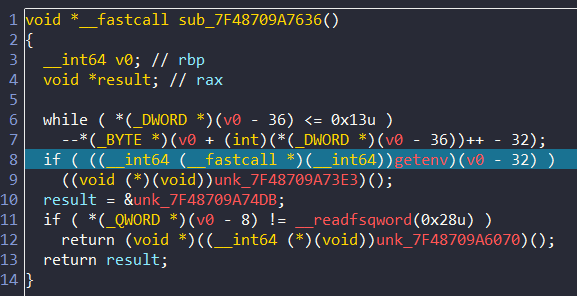 1 void *__fastcall sub_7F48709A7636()
2 {
3   __int64 v0; // rbp
4   void *result; // rax
5
6   while ( *(_DWORD *)(v0 - 36) <= 0x13u )
7     --*(_BYTE *)(v0 + (int)(*(_DWORD *)(v0 - 36))++ - 32);
8   if ( ((__int64 (__fastcall *)(__int64))getenv)(v0 - 32) )
9     ((void (*)(void))unk_7F48709A73E3)();
10   result = &unk_7F48709A74DB;
11   if ( *(_QWORD *)(v0 - 8) != __readfsqword(0x28u) )
12     return (void *)((__int64 (*)(void))unk_7F48709A6070)();
13   return result;
14 }